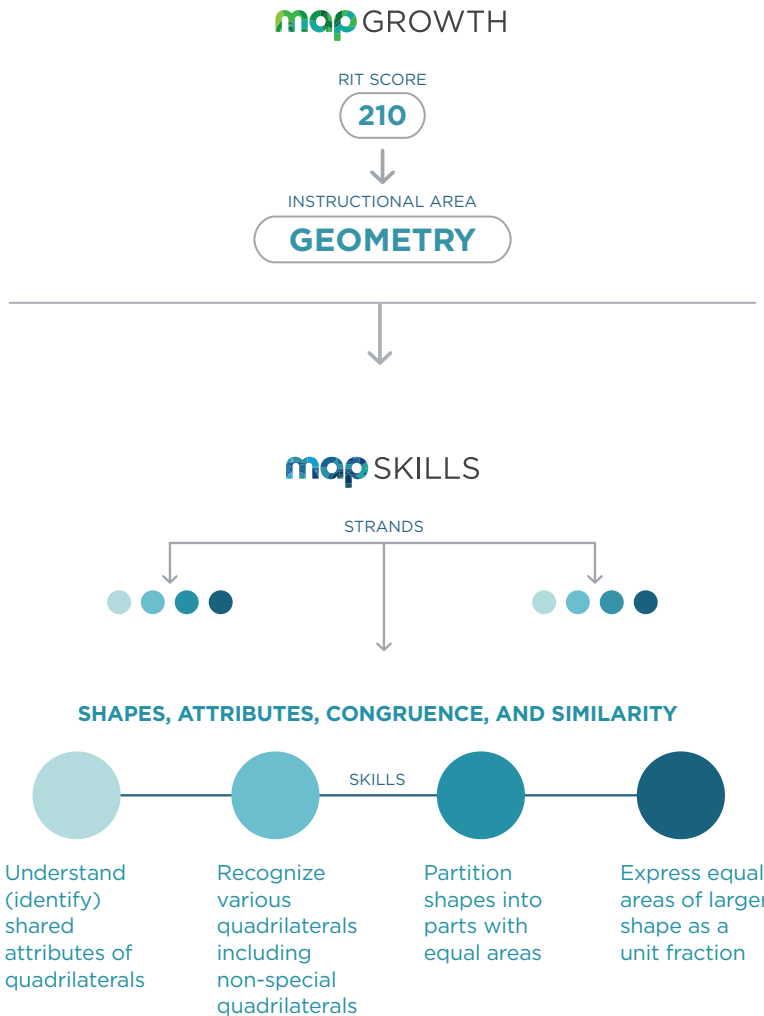 map GROWTH
RIT SCORE
210
INSTRUCTIONAL AREA
GEOMETRY
map SKILLS
STRANDS
SHAPES, ATTRIBUTES, CONGRUENCE, AND SIMILARITY
SKILLS
Understand
(identify)
shared
attributes of
quadrilaterals
Recognize
various
quadrilaterals
including
non-special
quadrilaterals
Partition
shapes into
parts with
equal areas
Express equal
areas of larger
shape as a
unit fraction